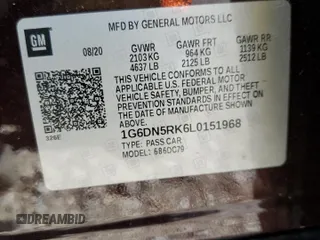 MFD BY GENERAL MOTORS LLC
GM
08/20 GVWR GAWR FRT GAWR RR
2103 KG 964 KG 1139 KG
4637 LB 2125 LB 2512 LB
THIS VEHICLE CONFORMS TO ALL APPLICABLE
U.S. FEDERAL MOTOR
VEHICLE SAFETY, BUMPER, AND THEFT
PREVENTION STANDARDS IN EFFECT ON THE
DATE OF MANUFACTURE SHOWN ABOVE.
1G6DN5RK6L0151968
TYPE: PASS CAR
MODEL: 6B6DC79
DREAMBID